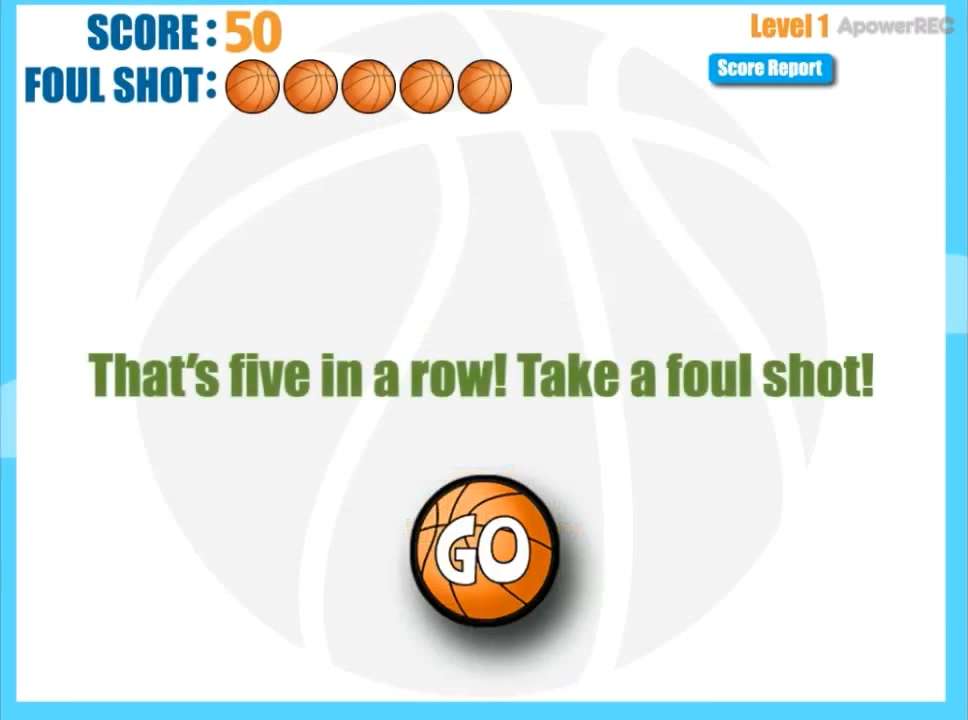 SCORE: 50
Level 1 ApowerREC
FOUL SHOT:
Score Report
That's five in a row! Take a foul shot!
GO